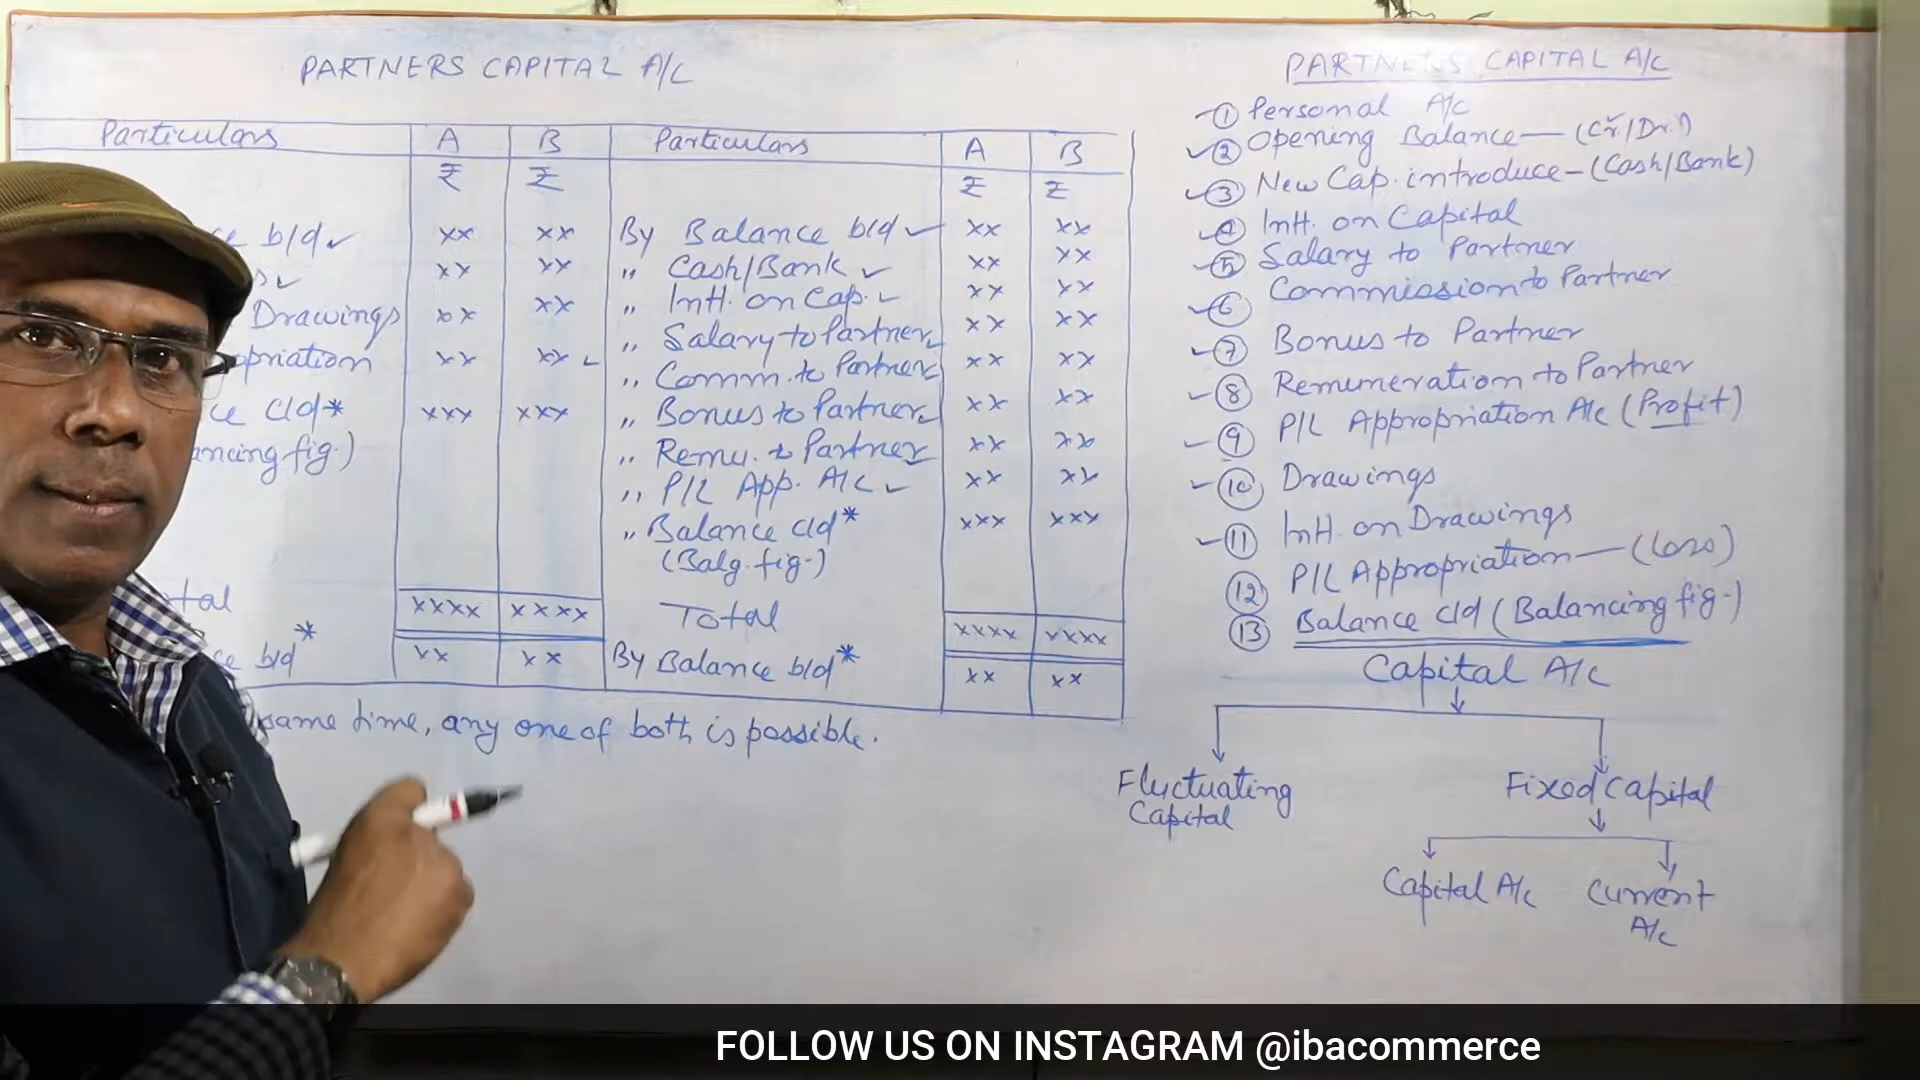 PARTNERS CAPITAL A/C
Particulars A B Particulars A B
₹ ₹ ₹ ₹
b/d ✓ xx xx By Balance b/d ✓ xx xx
✓ xx xx " Cash/Bank ✓ xx xx
Drawings xx xx " Intt. on Cap. ✓ xx xx
opriation xx xx ✓ " Salary to Partner xx xx
" Comm. to Partner xx xx
ce c/d* xxx xxx " Bonus to Partner xx xx
ancing fig.) " Remu. to Partner xx xx
" P/L App. A/c ✓ xx xx
" Balance c/d* xxx xxx
(Balg. fig.)
tal xxxx xxxx Total xxxx xxxx
ce b/d* xx xx By Balance b/d* xx xx
same time, any one of both is possible.
PARTNERS CAPITAL A/C
① Personal A/c
② Opening Balance — (Cr./Dr.)
③ New Cap. introduce – (Cash/Bank)
④ Intt. on Capital
⑤ Salary to Partner
⑥ Commission to Partner
⑦ Bonus to Partner
⑧ Remuneration to Partner
⑨ P/L Appropriation A/c (Profit)
⑩ Drawings
⑪ Intt. on Drawings
⑫ P/L Appropriation — (Loss)
⑬ Balance c/d (Balancing fig.)
Capital A/c
Fluctuating Capital
Fixed Capital
Capital A/c
Current A/c
FOLLOW US ON INSTAGRAM @ibacommerce